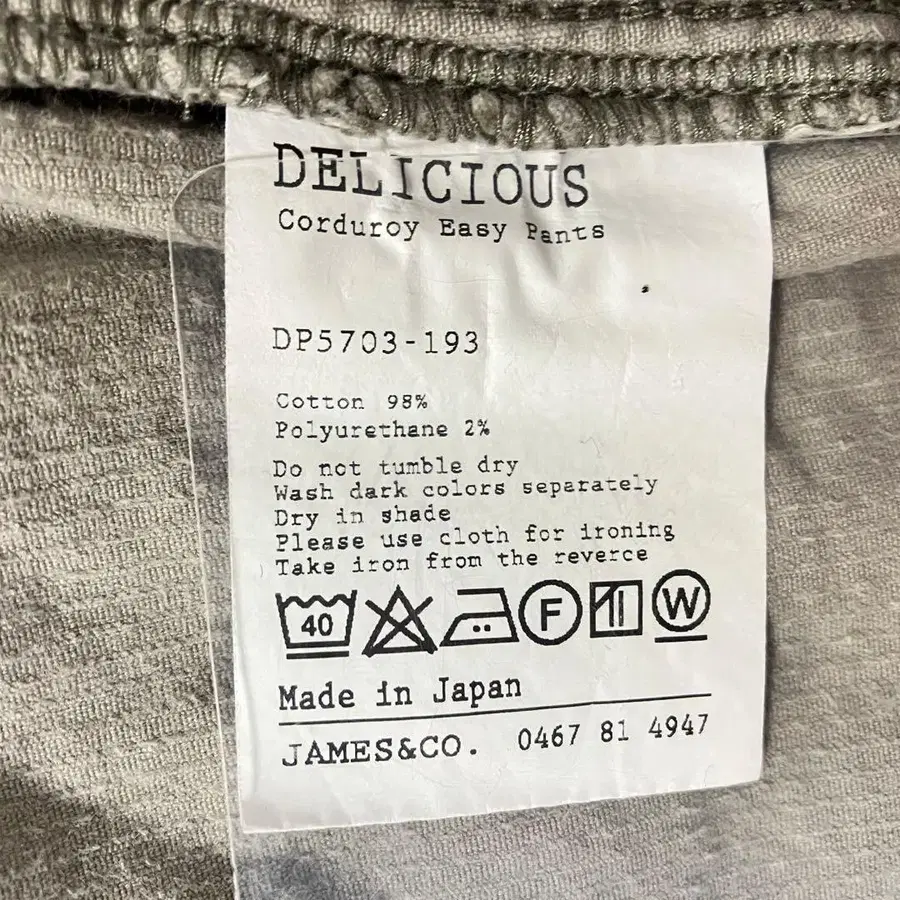 DELICIOUS
Corduroy Easy Pants
DP5703-193
Cotton 98%
Polyurethane 2%
Do not tumble dry
Wash dark colors separately
Dry in shade
Please use cloth for ironing
Take iron from the reverce
40 F W
Made in Japan
JAMES&CO. 0467 81 4947